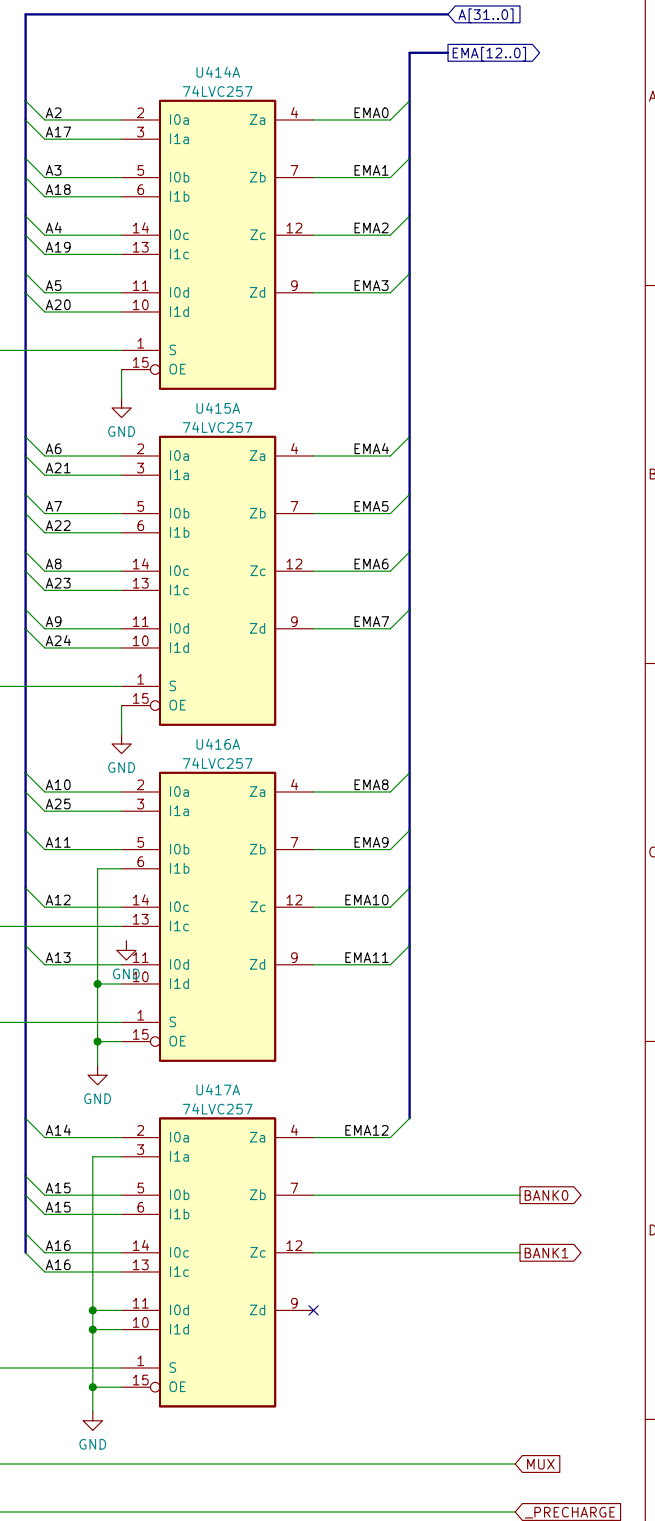 A[31..0]
EMA[12..0]
A
U414A
74LVC257
A2 2 I0a Za 4 EMA0
A17 3 I1a
A3 5 I0b Zb 7 EMA1
A18 6 I1b
A4 14 I0c Zc 12 EMA2
A19 13 I1c
A5 11 I0d Zd 9 EMA3
A20 10 I1d
1 S
15 OE
GND
U415A
74LVC257
A6 2 I0a Za 4 EMA4
A21 3 I1a
B
A7 5 I0b Zb 7 EMA5
A22 6 I1b
A8 14 I0c Zc 12 EMA6
A23 13 I1c
A9 11 I0d Zd 9 EMA7
A24 10 I1d
1 S
15 OE
GND
U416A
74LVC257
A10 2 I0a Za 4 EMA8
A25 3 I1a
A11 5 I0b Zb 7 EMA9
C
6 I1b
A12 14 I0c Zc 12 EMA10
13 I1c
A13 11 I0d Zd 9 EMA11
GND
10 I1d
1 S
15 OE
GND
U417A
74LVC257
A14 2 I0a Za 4 EMA12
3 I1a
A15 5 I0b Zb 7 BANK0
A15 6 I1b
D
A16 14 I0c Zc 12 BANK1
A16 13 I1c
11 I0d Zd 9
10 I1d
1 S
15 OE
GND
MUX
_PRECHARGE